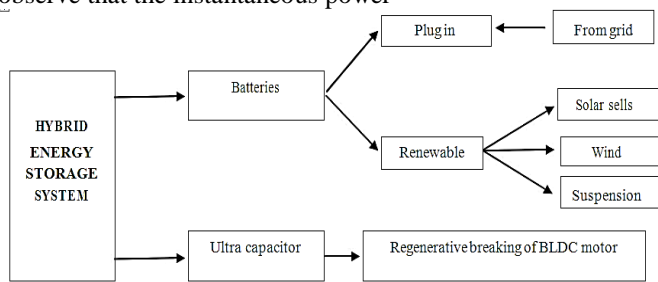 observe that the instantaneous power
Plug in
From grid
Batteries
Solar sells
HYBRID
ENERGY
STORAGE
SYSTEM
Renewable
Wind
Suspension
Ultra capacitor
Regenerative breaking of BLDC motor